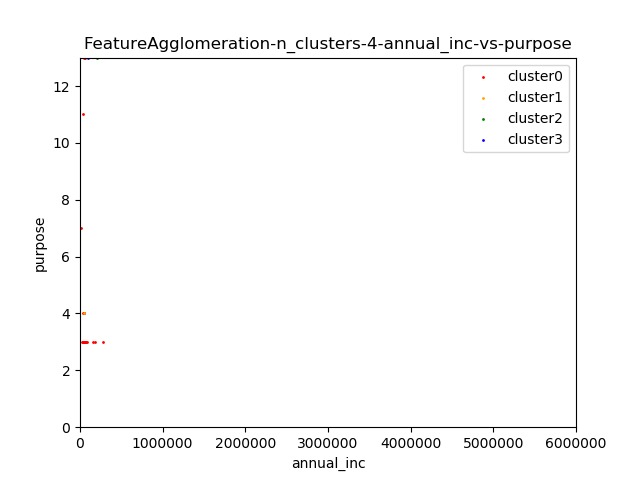 FeatureAgglomeration-n_clusters-4-annual_inc-vs-purpose
cluster0
cluster1
cluster2
cluster3
12
10
8
6
4
2
0
purpose
0 1000000 2000000 3000000 4000000 5000000 6000000
annual_inc